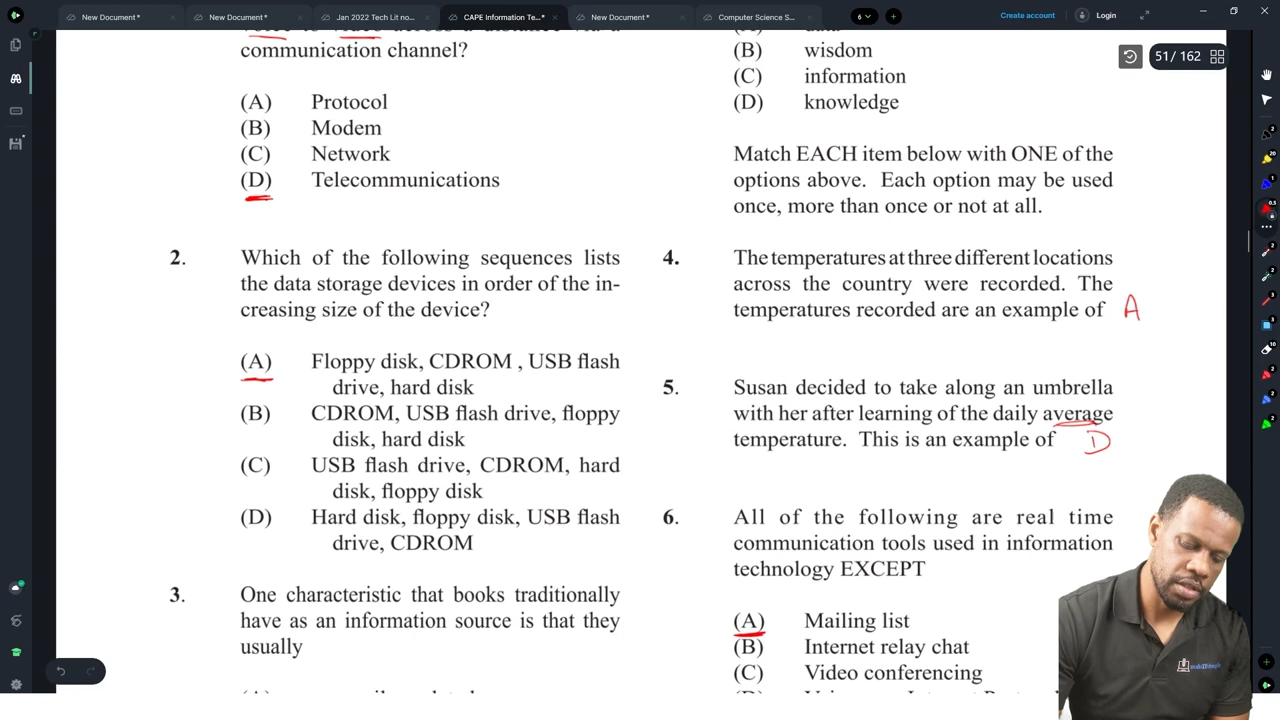 New Document*
New Document*
Jan 2022 Tech Lit no...
CAPE Information Te...*
New Document*
Computer Science S...
6
Create account
Login
51 / 162
communication channel?
(A) Protocol
(B) Modem
(C) Network
(D) Telecommunications
2. Which of the following sequences lists
the data storage devices in order of the in-
creasing size of the device?
(A) Floppy disk, CDROM , USB flash
drive, hard disk
(B) CDROM, USB flash drive, floppy
disk, hard disk
(C) USB flash drive, CDROM, hard
disk, floppy disk
(D) Hard disk, floppy disk, USB flash
drive, CDROM
3. One characteristic that books traditionally
have as an information source is that they
usually
(B) wisdom
(C) information
(D) knowledge
Match EACH item below with ONE of the
options above. Each option may be used
once, more than once or not at all.
4. The temperatures at three different locations
across the country were recorded. The
temperatures recorded are an example of A
5. Susan decided to take along an umbrella
with her after learning of the daily average
temperature. This is an example of D
6. All of the following are real time
communication tools used in information
technology EXCEPT
(A) Mailing list
(B) Internet relay chat
(C) Video conferencing